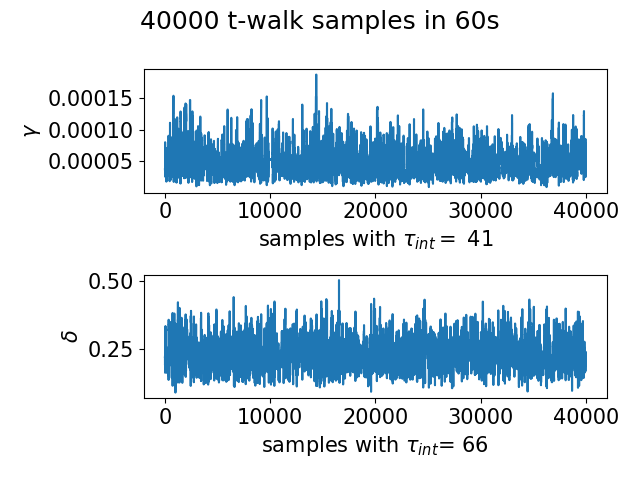 40000 t-walk samples in 60s
0.00015
0.00010
0.00005
γ
0 10000 20000 30000 40000
samples with τ_int = 41
0.50
0.25
δ
0 10000 20000 30000 40000
samples with τ_int= 66